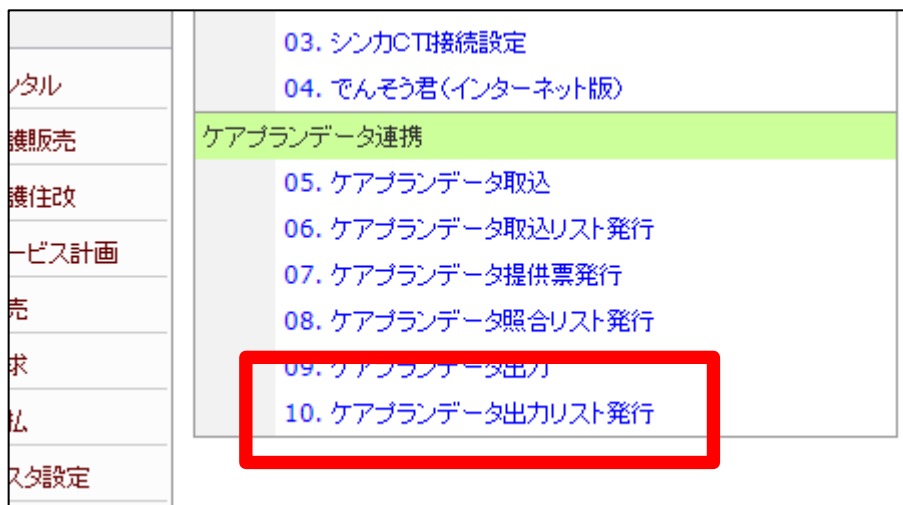 03. シンカCTI接続設定
04. でんそう君(インターネット版)
ケアプランデータ連携
05. ケアプランデータ取込
06. ケアプランデータ取込リスト発行
07. ケアプランデータ提供票発行
08. ケアプランデータ照合リスト発行
09. ケアプランデータ出力
10. ケアプランデータ出力リスト発行
ンタル
護販売
護住改
ービス計画
売
求
払
スタ設定